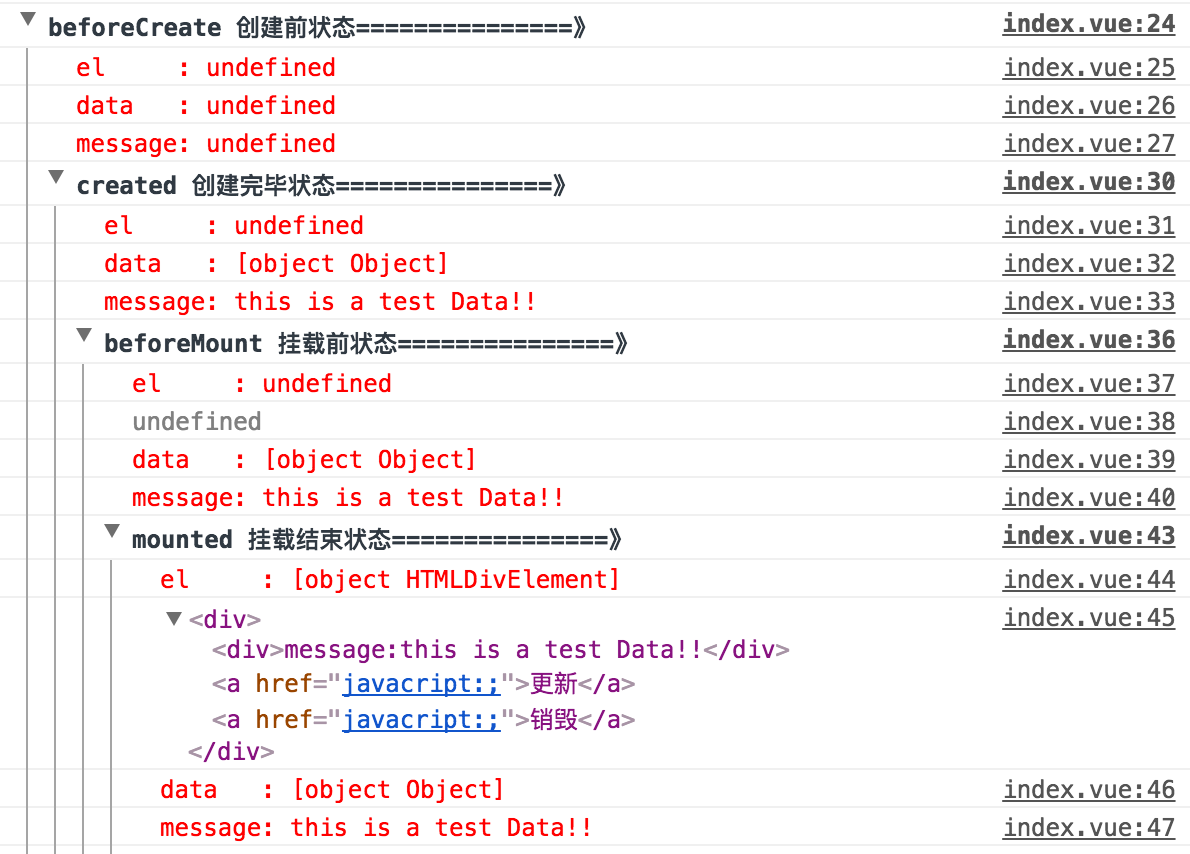 beforeCreate 创建前状态===============》 index.vue:24
el     : undefined index.vue:25
data   : undefined index.vue:26
message: undefined index.vue:27
created 创建完毕状态===============》 index.vue:30
el     : undefined index.vue:31
data   : [object Object] index.vue:32
message: this is a test Data!! index.vue:33
beforeMount 挂载前状态===============》 index.vue:36
el     : undefined index.vue:37
undefined index.vue:38
data   : [object Object] index.vue:39
message: this is a test Data!! index.vue:40
mounted 挂载结束状态===============》 index.vue:43
el     : [object HTMLDivElement] index.vue:44
<div> index.vue:45
<div>message:this is a test Data!!</div>
<a href="javacript:;">更新</a>
<a href="javacript:;">销毁</a>
</div>
data   : [object Object] index.vue:46
message: this is a test Data!! index.vue:47